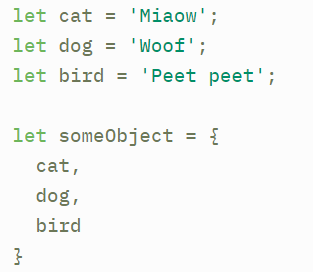 let cat = 'Miaow';
let dog = 'Woof';
let bird = 'Peet peet';

let someObject = {
  cat,
  dog,
  bird
}